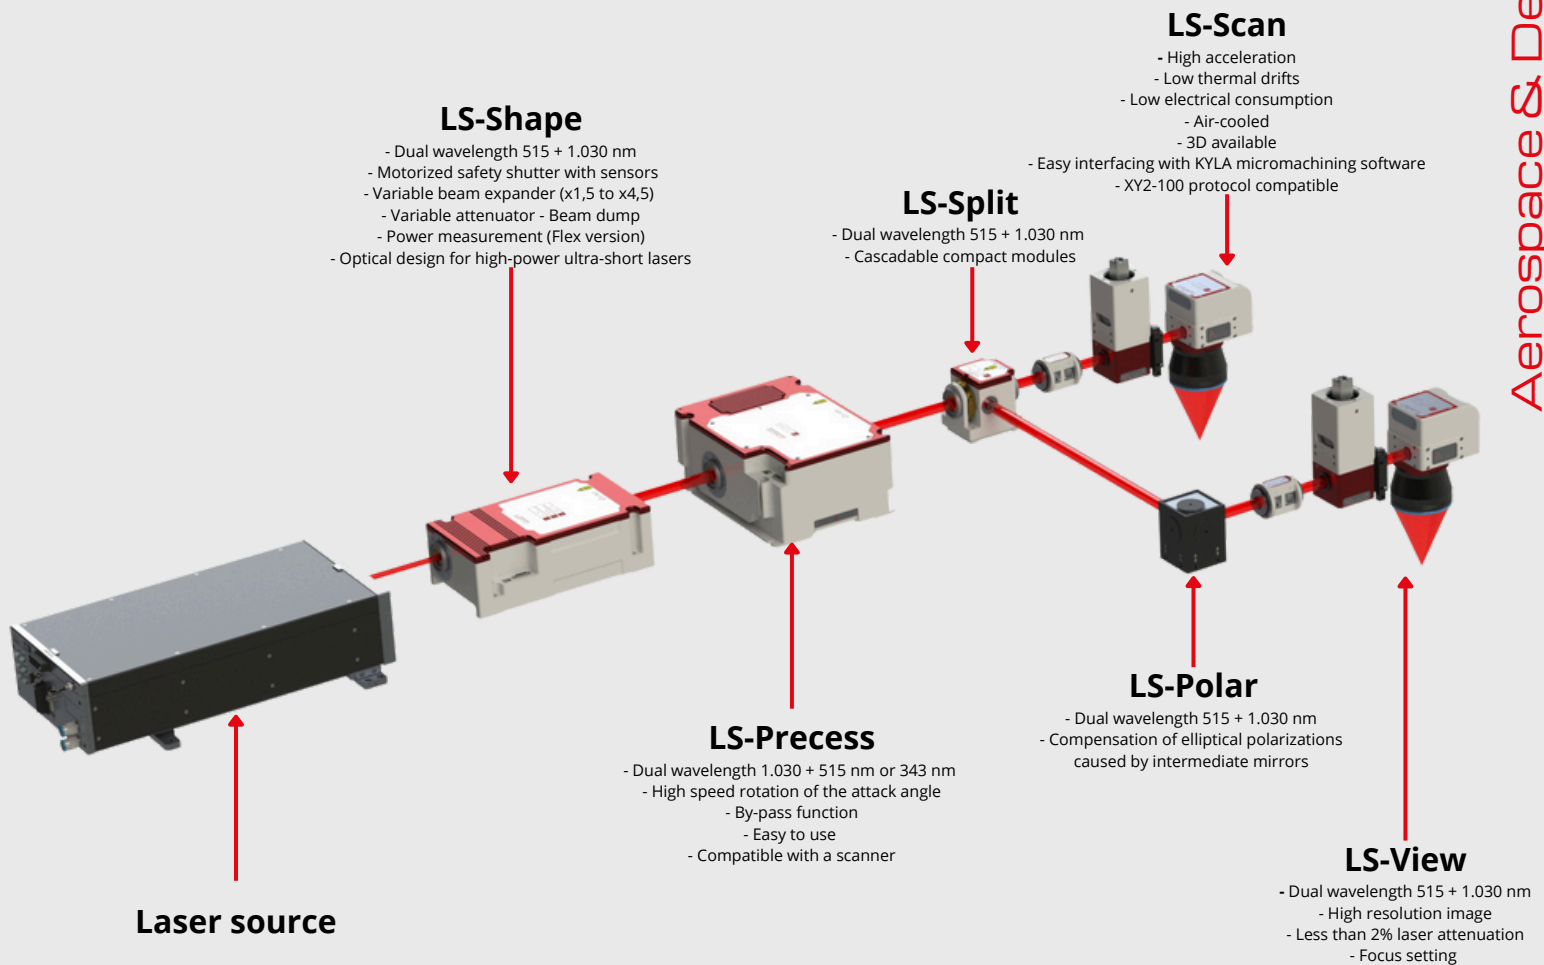 LS-Scan
- High acceleration
- Low thermal drifts
- Low electrical consumption
- Air-cooled
- 3D available
- Easy interfacing with KYLA micromachining software
- XY2-100 protocol compatible
LS-Shape
- Dual wavelength 515 + 1.030 nm
- Motorized safety shutter with sensors
- Variable beam expander (x1,5 to x4,5)
- Variable attenuator - Beam dump
- Power measurement (Flex version)
- Optical design for high-power ultra-short lasers
LS-Split
- Dual wavelength 515 + 1.030 nm
- Cascadable compact modules
Aerospace & De
LS-Precess
- Dual wavelength 1.030 + 515 nm or 343 nm
- High speed rotation of the attack angle
- By-pass function
- Easy to use
- Compatible with a scanner
LS-Polar
- Dual wavelength 515 + 1.030 nm
- Compensation of elliptical polarizations
caused by intermediate mirrors
LS-View
- Dual wavelength 515 + 1.030 nm
- High resolution image
- Less than 2% laser attenuation
- Focus setting
Laser source